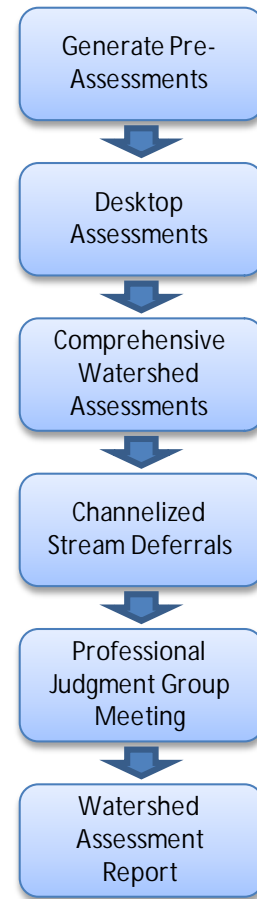 Generate Pre-
Assessments
Desktop
Assessments
Comprehensive
Watershed
Assessments
Channelized
Stream Deferrals
Professional
Judgment Group
Meeting
Watershed
Assessment
Report